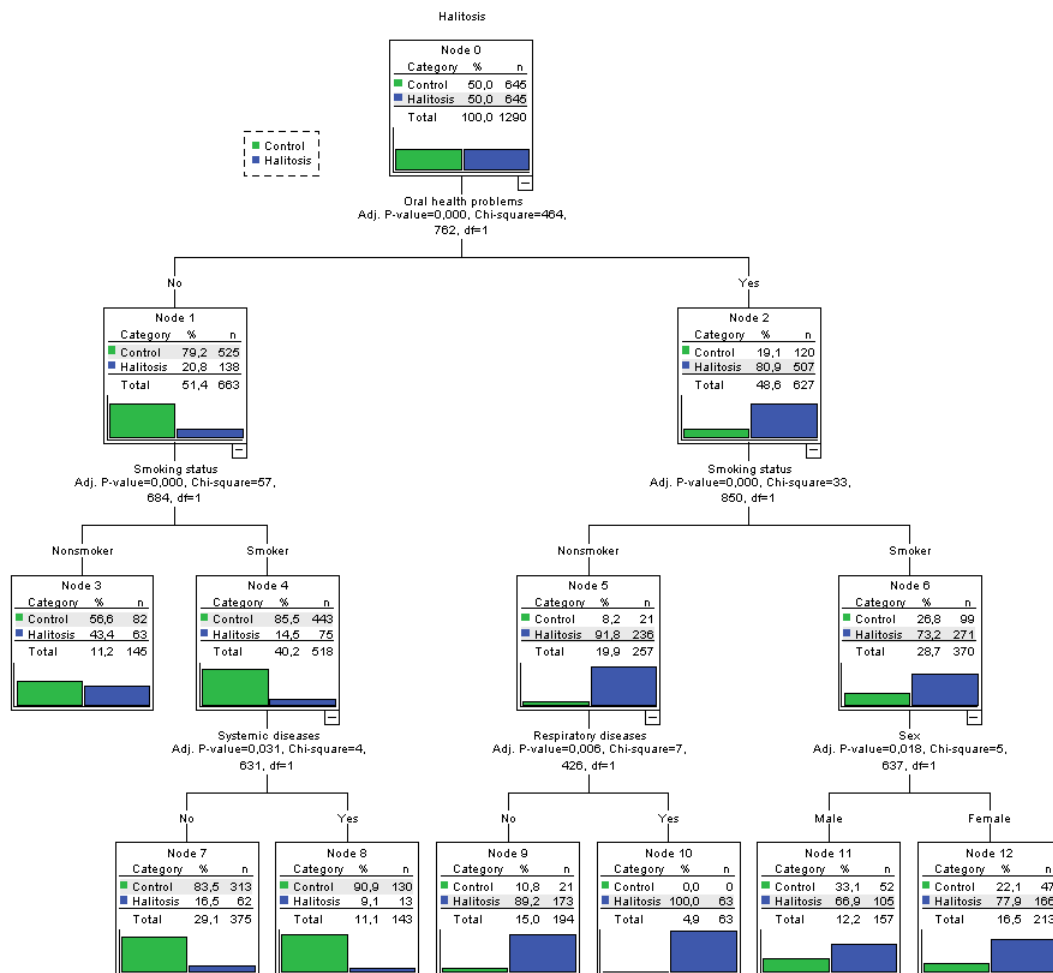 Halitosis
Node 0
Category % n
Control 50,0 645
Halitosis 50,0 645
Total 100,0 1290
Control
Halitosis
Oral health problems
Adj. P-value=0,000, Chi-square=464,
762, df=1
No
Yes
Node 1
Category % n
Control 79,2 525
Halitosis 20,8 138
Total 51,4 663
Node 2
Category % n
Control 19,1 120
Halitosis 80,9 507
Total 48,6 627
Smoking status
Adj. P-value=0,000, Chi-square=57,
684, df=1
Smoking status
Adj. P-value=0,000, Chi-square=33,
850, df=1
Nonsmoker
Smoker
Nonsmoker
Smoker
Node 3
Category % n
Control 56,6 82
Halitosis 43,4 63
Total 11,2 145
Node 4
Category % n
Control 85,5 443
Halitosis 14,5 75
Total 40,2 518
Node 5
Category % n
Control 8,2 21
Halitosis 91,8 236
Total 19,9 257
Node 6
Category % n
Control 26,8 99
Halitosis 73,2 271
Total 28,7 370
Systemic diseases
Adj. P-value=0,031, Chi-square=4,
631, df=1
Respiratory diseases
Adj. P-value=0,006, Chi-square=7,
426, df=1
Sex
Adj. P-value=0,018, Chi-square=5,
637, df=1
No
Yes
No
Yes
Male
Female
Node 7
Category % n
Control 83,5 313
Halitosis 16,5 62
Total 29,1 375
Node 8
Category % n
Control 90,9 130
Halitosis 9,1 13
Total 11,1 143
Node 9
Category % n
Control 10,8 21
Halitosis 89,2 173
Total 15,0 194
Node 10
Category % n
Control 0,0 0
Halitosis 100,0 63
Total 4,9 63
Node 11
Category % n
Control 33,1 52
Halitosis 66,9 105
Total 12,2 157
Node 12
Category % n
Control 22,1 47
Halitosis 77,9 166
Total 16,5 213